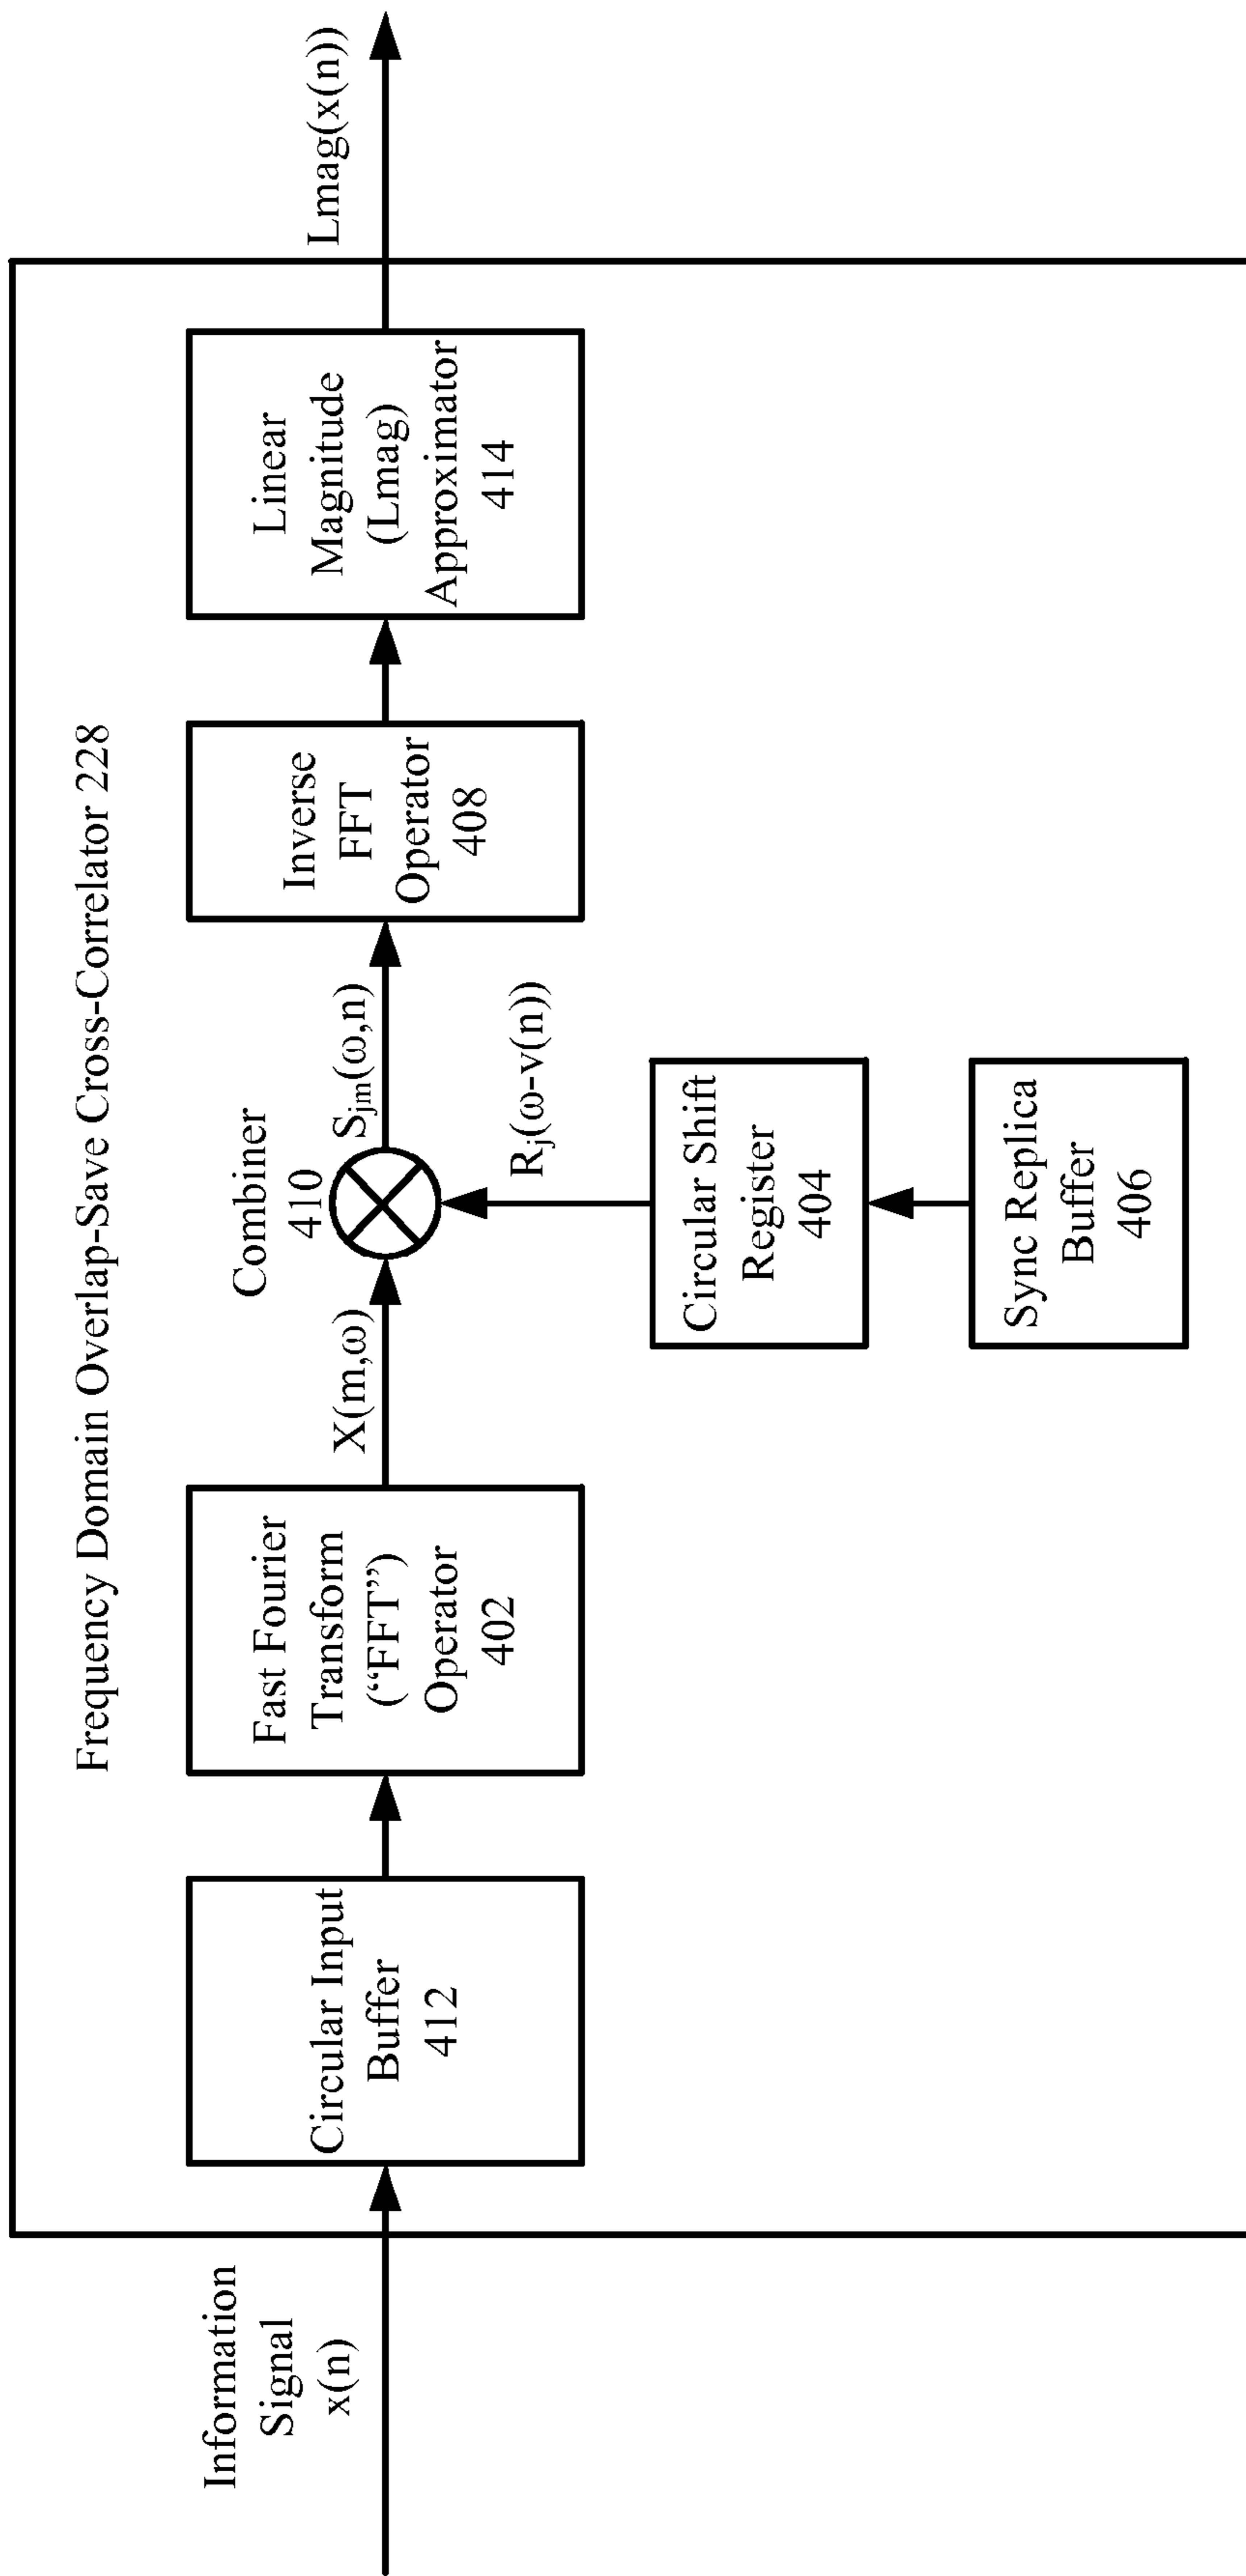 Frequency Domain Overlap-Save Cross-Correlator 228
Information
Signal
x(n)
Circular Input
Buffer
412
Fast Fourier
Transform
(“FFT”)
Operator
402
X(m,ω)
Combiner
410
S_jm(ω,n)
Inverse
FFT
Operator
408
Linear
Magnitude
(Lmag)
Approximator
414
Lmag(x(n))
R_j(ω-v(n))
Circular Shift
Register
404
Sync Replica
Buffer
406